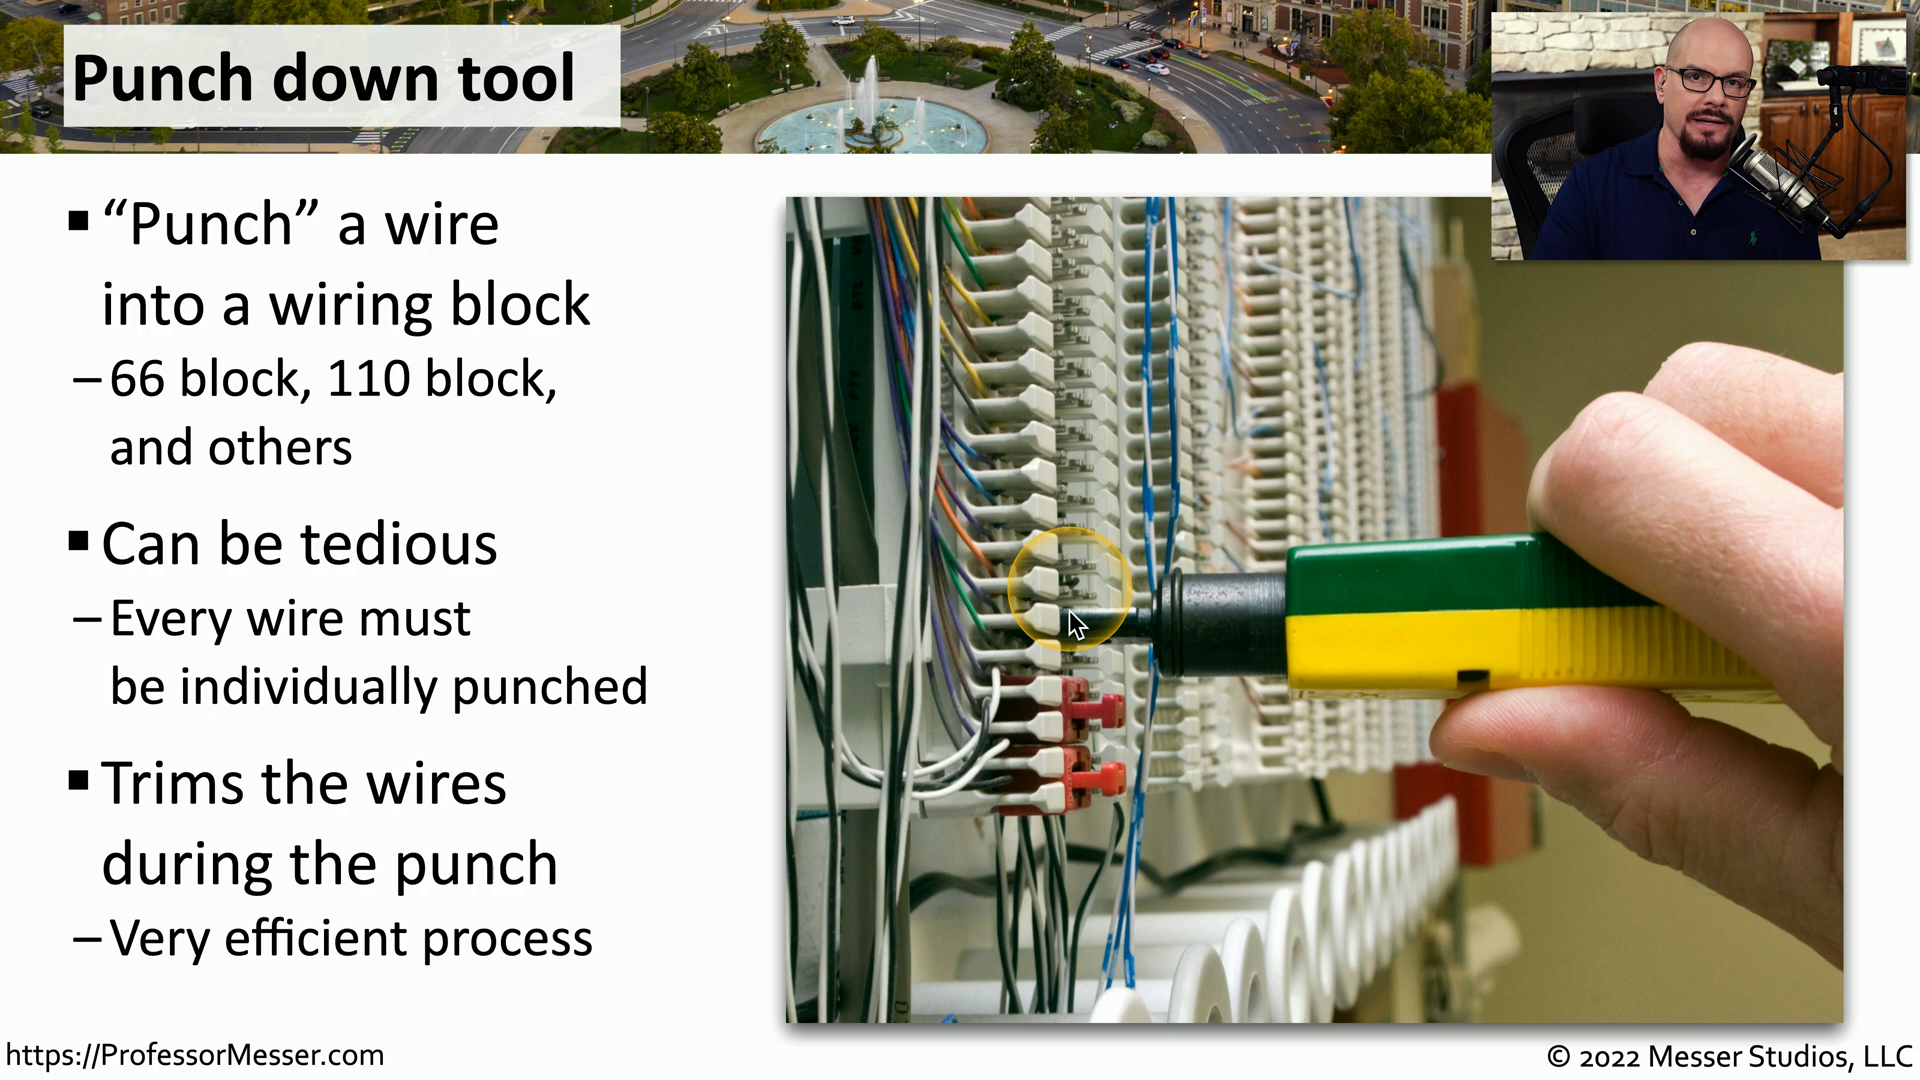 Punch down tool
▪ “Punch” a wire
into a wiring block
– 66 block, 110 block,
and others
▪ Can be tedious
– Every wire must
be individually punched
▪ Trims the wires
during the punch
– Very efficient process
https://ProfessorMesser.com
© 2022 Messer Studios, LLC